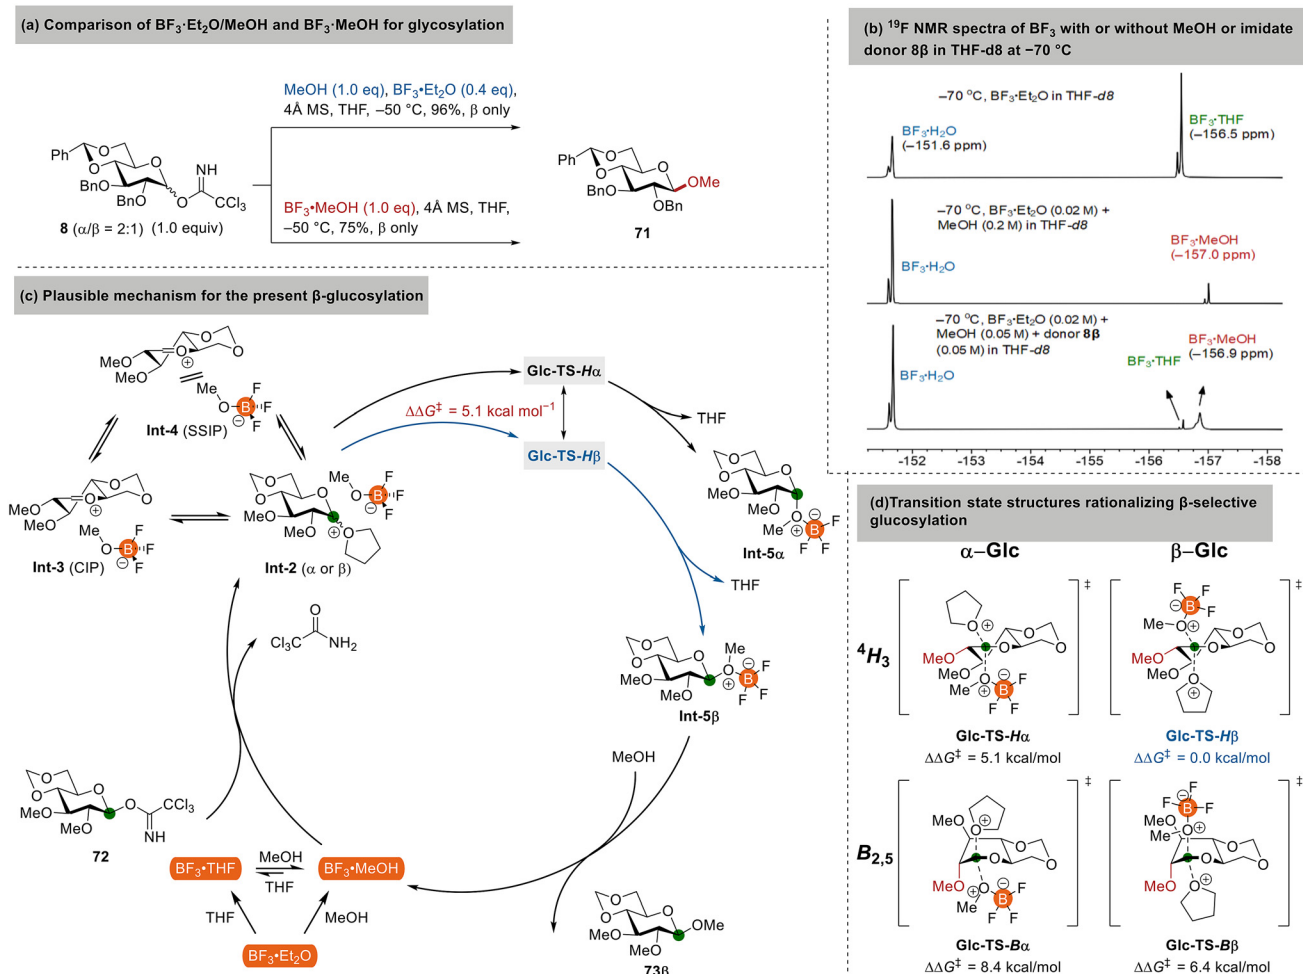 (a) Comparison of BF₃·Et₂O/MeOH and BF₃·MeOH for glycosylation
MeOH (1.0 eq), BF₃•Et₂O (0.4 eq),
4Å MS, THF, –50 °C, 96%, β only
BF₃•MeOH (1.0 eq), 4Å MS, THF,
–50 °C, 75%, β only
Ph
O
O
O
BnO
BnO
O
NH
CCl₃
8 (α/β = 2:1) (1.0 equiv)
Ph
O
O
O
BnO
OMe
OBn
71
(b) ¹⁹F NMR spectra of BF₃ with or without MeOH or imidate
donor 8β in THF-d8 at −70 °C
–70 °C, BF₃•Et₂O in THF-d8
BF₃•H₂O
(–151.6 ppm)
BF₃•THF
(–156.5 ppm)
–70 °C, BF₃•Et₂O (0.02 M) +
MeOH (0.2 M) in THF-d8
BF₃•H₂O
BF₃•MeOH
(–157.0 ppm)
–70 °C, BF₃•Et₂O (0.02 M) +
MeOH (0.05 M) + donor 8β
(0.05 M) in THF-d8
BF₃•H₂O
BF₃•THF
BF₃•MeOH
(–156.9 ppm)
-152 -153 -154 -155 -156 -157 -158
(c) Plausible mechanism for the present β-glucosylation
MeO
MeO
O
O
O
⊕
Me
O
B
F
F
F
⊖
Int-4 (SSIP)
MeO
MeO
O
O
O
⊕
Me
O
B
F
F
F
⊖
Int-3 (CIP)
O
O
O
MeO
MeO
O
⊕
Me
O
B
F
F
F
⊖
Int-2 (α or β)
ΔΔG‡ = 5.1 kcal mol⁻¹
Glc-TS-Hα
Glc-TS-Hβ
THF
THF
O
O
O
MeO
MeO
O
Me
⊕
B
⊖
F
F
F
Int-5α
O
O
O
MeO
MeO
Me
O
⊕
B
⊖
F
F
F
Int-5β
O
Cl₃C
NH₂
O
O
O
MeO
MeO
O
CCl₃
NH
72
BF₃•THF
MeOH
THF
BF₃•MeOH
THF
MeOH
BF₃•Et₂O
MeOH
O
O
O
MeO
MeO
OMe
73β
(d)Transition state structures rationalizing β-selective
glucosylation
α–Glc
β–Glc
⁴H₃
O
⊕
MeO
MeO
O
O
O
O
Me
⊕
B
⊖
F
F
F
‡
Glc-TS-Hα
ΔΔG‡ = 5.1 kcal/mol
F
F
F
B
⊖
Me
O
⊕
MeO
MeO
O
O
O
O
⊕
‡
Glc-TS-Hβ
ΔΔG‡ = 0.0 kcal/mol
B₂,₅
MeO
O
⊕
O
O
O
MeO
O
⊕
Me
B
⊖
F
F
F
‡
Glc-TS-Bα
ΔΔG‡ = 8.4 kcal/mol
F
F
F
B
⊖
MeO
MeO
⊕
O
O
O
MeO
O
⊕
‡
Glc-TS-Bβ
ΔΔG‡ = 6.4 kcal/mol